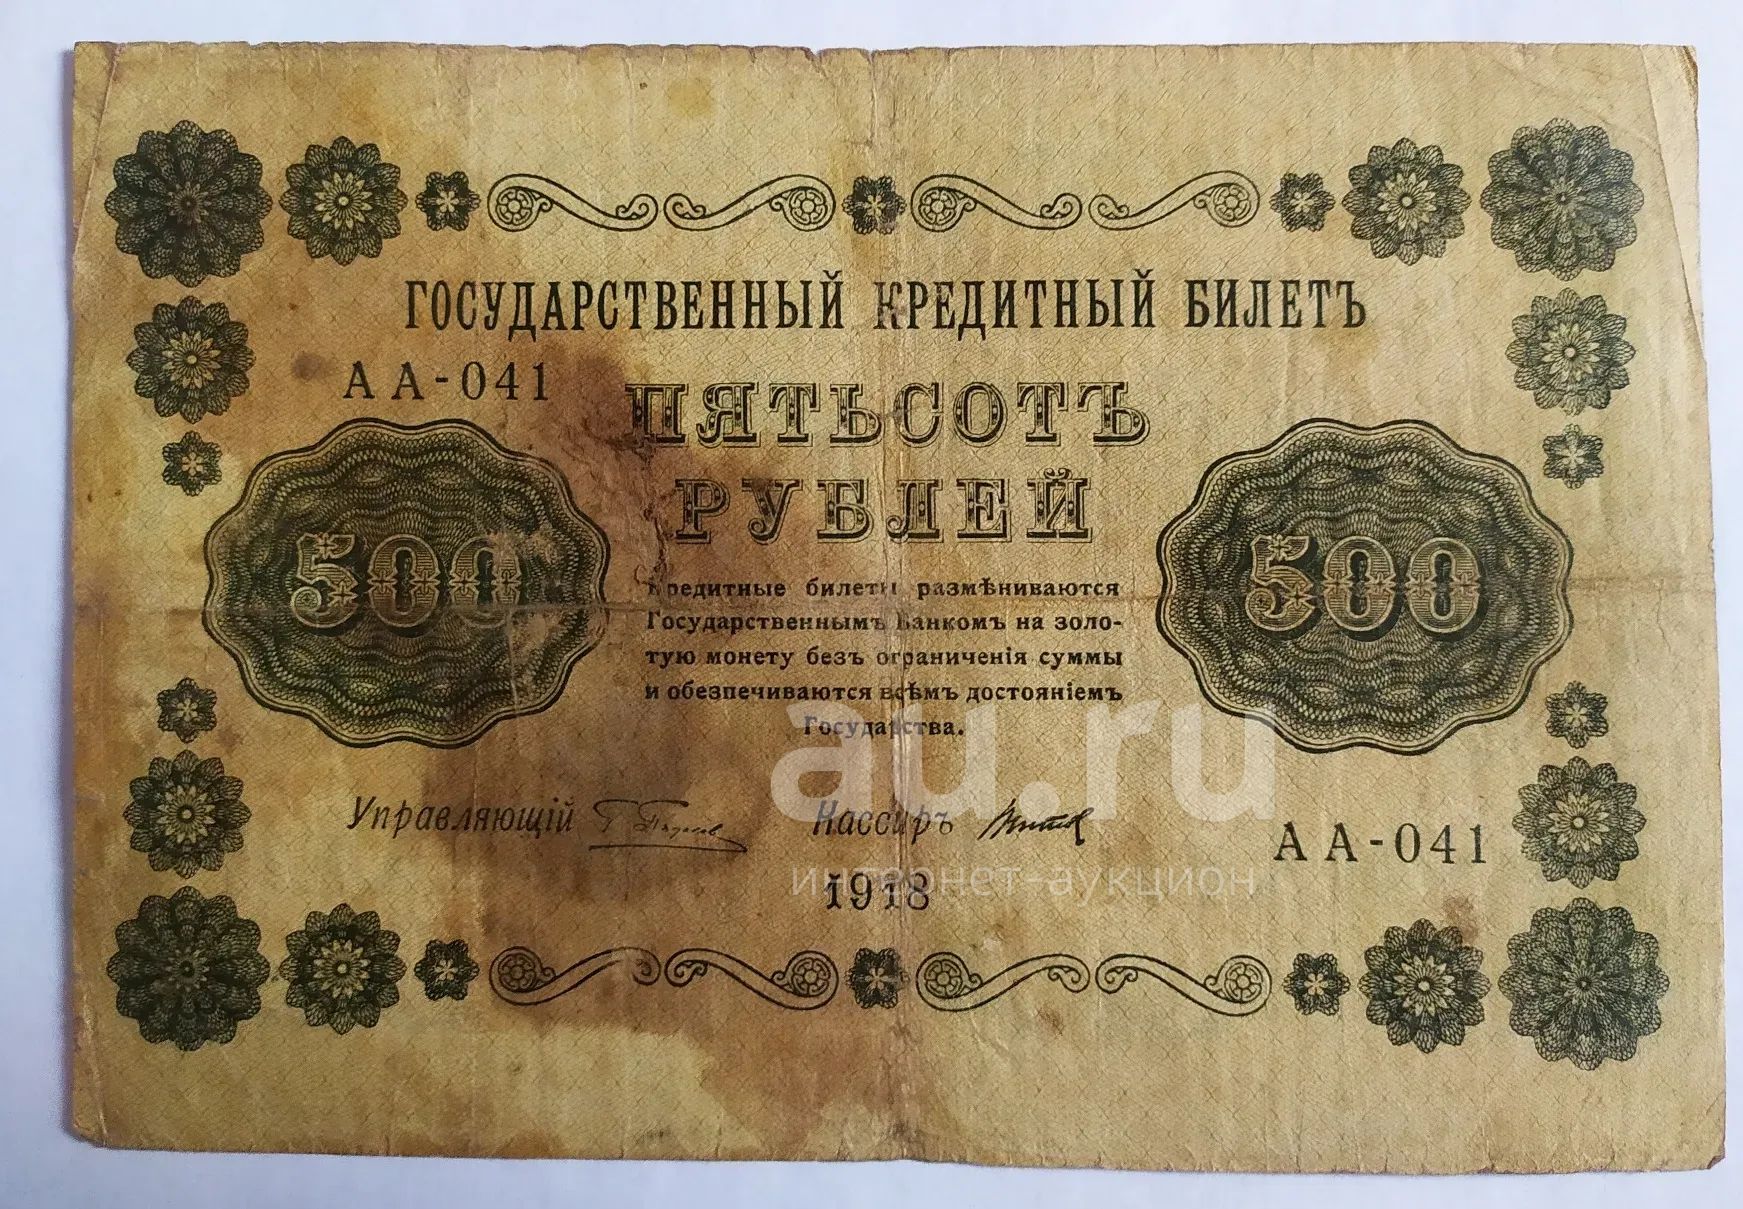 ГОСУДАРСТВЕННЫЙ КРЕДИТНЫЙ БИЛЕТЪ
АА-041
ПЯТЬСОТЪ
РУБЛЕЙ
500
500
Кредитные билеты размѣниваются
Государственнымъ Банкомъ на золо-
тую монету безъ ограниченія суммы
и обезпечиваются всѣмъ достояніемъ
Государства.
au.ru
Управляющій
Кассиръ
АА-041
интернет-аукцион
1918